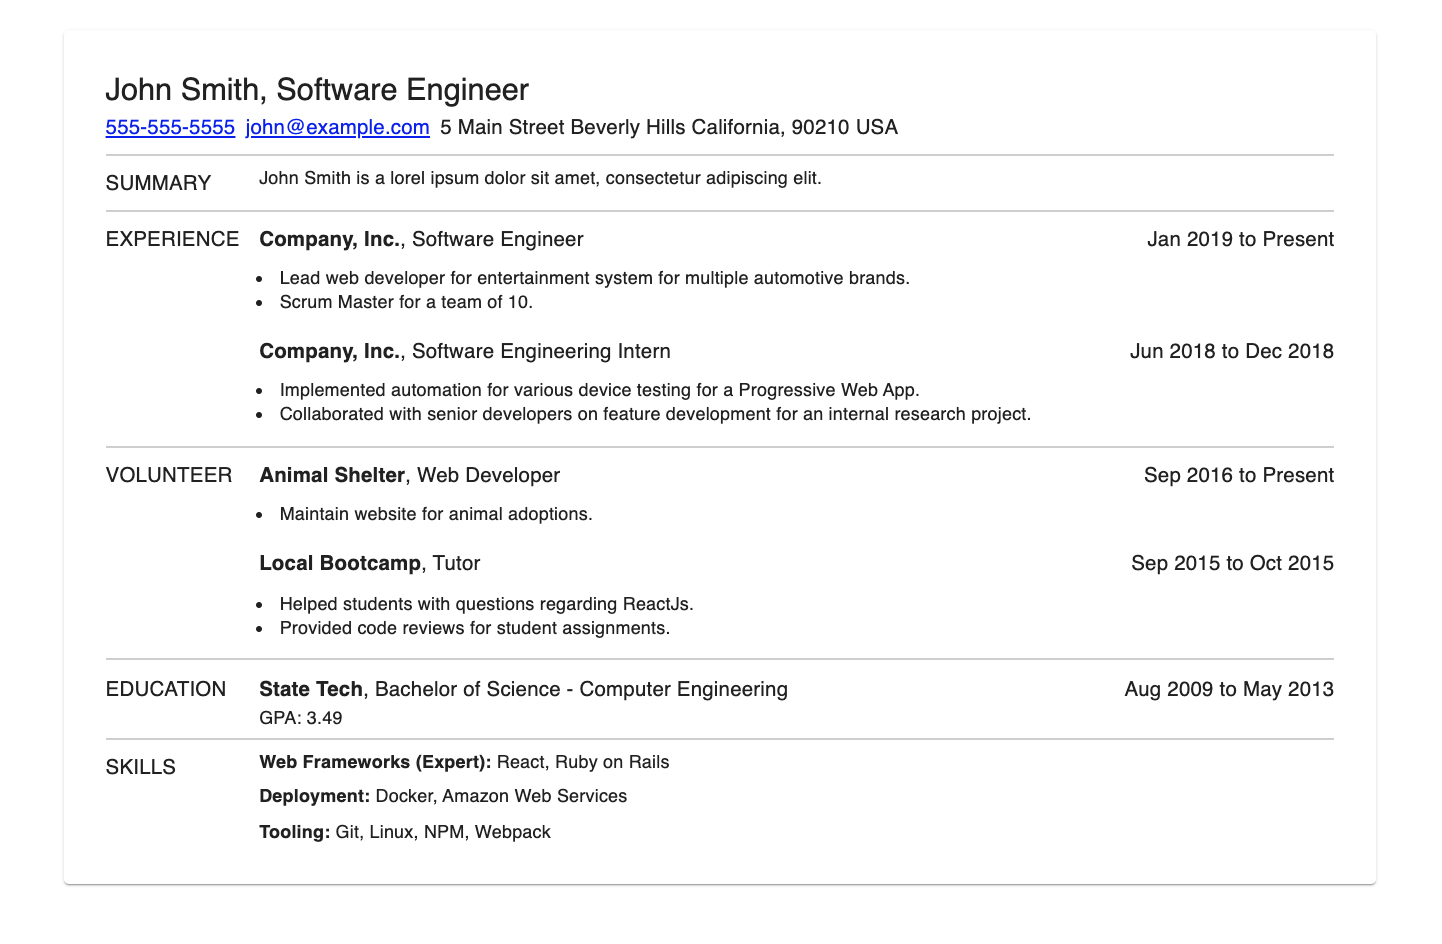 John Smith, Software Engineer
555-555-5555 john@example.com 5 Main Street Beverly Hills California, 90210 USA
SUMMARY John Smith is a lorel ipsum dolor sit amet, consectetur adipiscing elit.
EXPERIENCE Company, Inc., Software Engineer Jan 2019 to Present
• Lead web developer for entertainment system for multiple automotive brands.
• Scrum Master for a team of 10.
Company, Inc., Software Engineering Intern Jun 2018 to Dec 2018
• Implemented automation for various device testing for a Progressive Web App.
• Collaborated with senior developers on feature development for an internal research project.
VOLUNTEER Animal Shelter, Web Developer Sep 2016 to Present
• Maintain website for animal adoptions.
Local Bootcamp, Tutor Sep 2015 to Oct 2015
• Helped students with questions regarding ReactJs.
• Provided code reviews for student assignments.
EDUCATION State Tech, Bachelor of Science - Computer Engineering Aug 2009 to May 2013
GPA: 3.49
SKILLS Web Frameworks (Expert): React, Ruby on Rails
Deployment: Docker, Amazon Web Services
Tooling: Git, Linux, NPM, Webpack